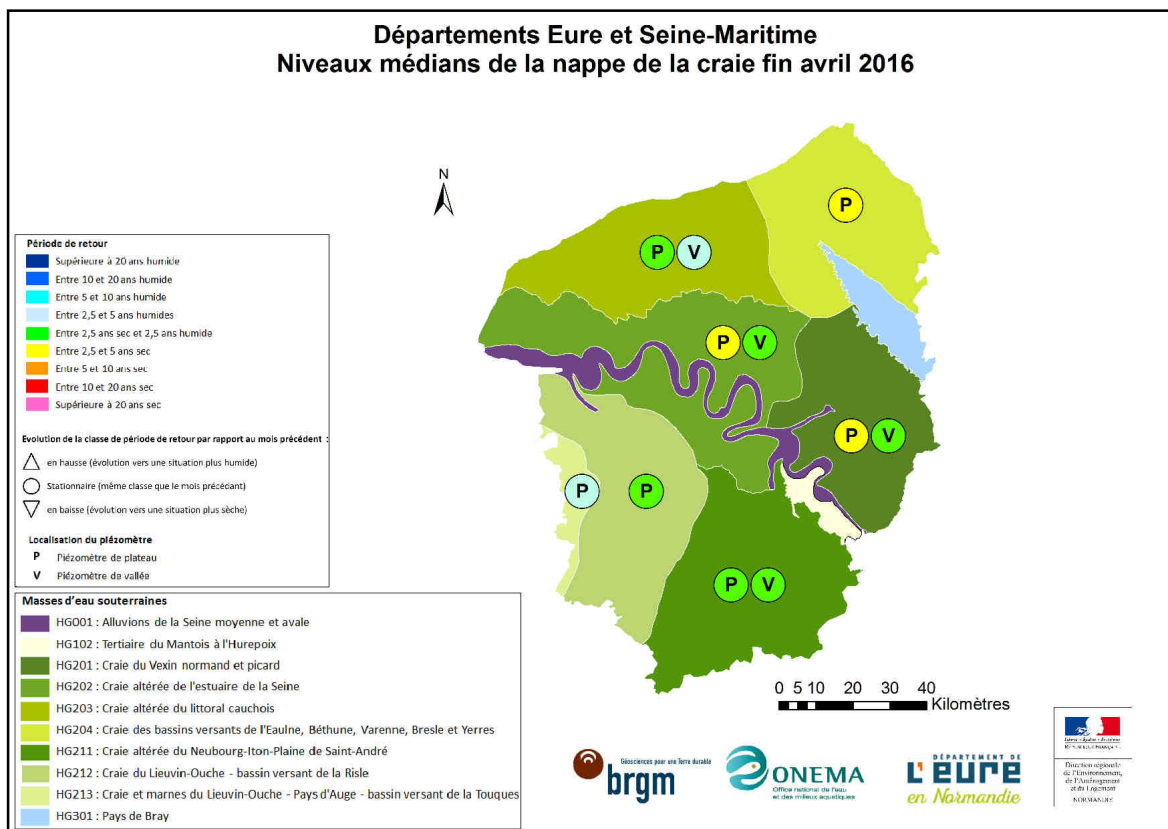 Départements Eure et Seine-Maritime
Niveaux médians de la nappe de la craie fin avril 2016
N
P
P V
P V
P V
P P
P V
Période de retour
Supérieure à 20 ans humide
Entre 10 et 20 ans humide
Entre 5 et 10 ans humide
Entre 2,5 et 5 ans humides
Entre 2,5 ans sec et 2,5 ans humide
Entre 2,5 et 5 ans sec
Entre 5 et 10 ans sec
Entre 10 et 20 ans sec
Supérieure à 20 ans sec
Evolution de la classe de période de retour par rapport au mois précédent :
en hausse (évolution vers une situation plus humide)
Stationnaire (même classe que le mois précédant)
en baisse (évolution vers une situation plus sèche)
Localisation du piézomètre
P Piézomètre de plateau
V Piézomètre de vallée
Masses d'eau souterraines
HG001 : Alluvions de la Seine moyenne et avale
HG102 : Tertiaire du Mantois à l'Hurepoix
HG201 : Craie du Vexin normand et picard
HG202 : Craie altérée de l'estuaire de la Seine
HG203 : Craie altérée du littoral cauchois
HG204 : Craie des bassins versants de l'Eaulne, Béthune, Varenne, Bresle et Yerres
HG211 : Craie altérée du Neubourg-Iton-Plaine de Saint-André
HG212 : Craie du Lieuvin-Ouche - bassin versant de la Risle
HG213 : Craie et marnes du Lieuvin-Ouche - Pays d'Auge - bassin versant de la Touques
HG301 : Pays de Bray
0 5 10 20 30 40
Kilomètres
Géosciences pour une Terre durable
brgm
ONEMA
Office national de l'eau
et des milieux aquatiques
DÉPARTEMENT DE
L'EURE
en Normandie
Liberté • Égalité • Fraternité
RÉPUBLIQUE FRANÇAISE
Direction régionale
de l'Environnement,
de l'Aménagement
et du Logement
NORMANDIE